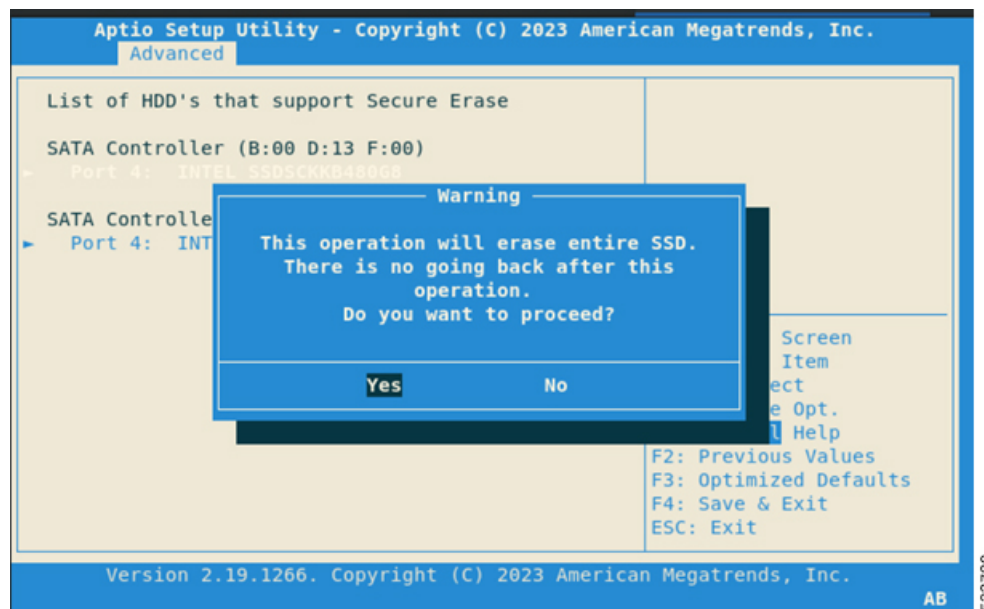 Aptio Setup Utility - Copyright (C) 2023 American Megatrends, Inc.
Advanced
List of HDD's that support Secure Erase
SATA Controller (B:00 D:13 F:00)
► Port 4: INTEL SSDSCKKB480G8
SATA Controlle
► Port 4: INT
Warning
This operation will erase entire SSD.
There is no going back after this
operation.
Do you want to proceed?
Yes No
Screen
Item
ect
e Opt.
l Help
F2: Previous Values
F3: Optimized Defaults
F4: Save & Exit
ESC: Exit
Version 2.19.1266. Copyright (C) 2023 American Megatrends, Inc.
AB